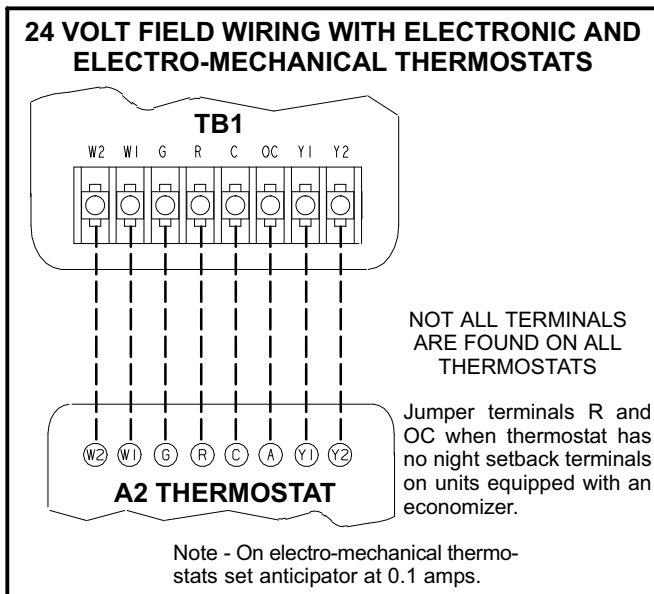 24 VOLT FIELD WIRING WITH ELECTRONIC AND
ELECTRO-MECHANICAL THERMOSTATS
TB1
W2 W1 G R C OC Y1 Y2
NOT ALL TERMINALS
ARE FOUND ON ALL
THERMOSTATS
Jumper terminals R and
OC when thermostat has
no night setback terminals
on units equipped with an
economizer.
W2 W1 G R C A Y1 Y2
A2 THERMOSTAT
Note - On electro-mechanical thermo-
stats set anticipator at 0.1 amps.